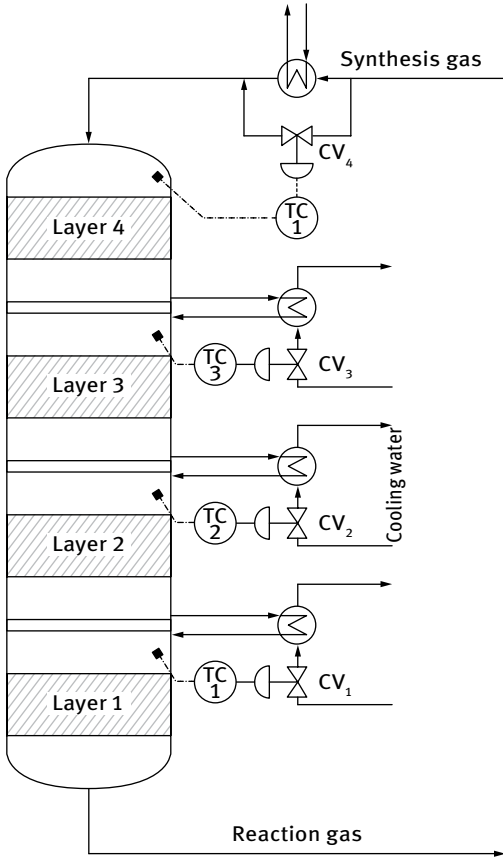 Synthesis gas
CV4
TC
1
Layer 4
TC
3
CV3
Layer 3
Cooling water
TC
2
CV2
Layer 2
TC
1
CV1
Layer 1
Reaction gas